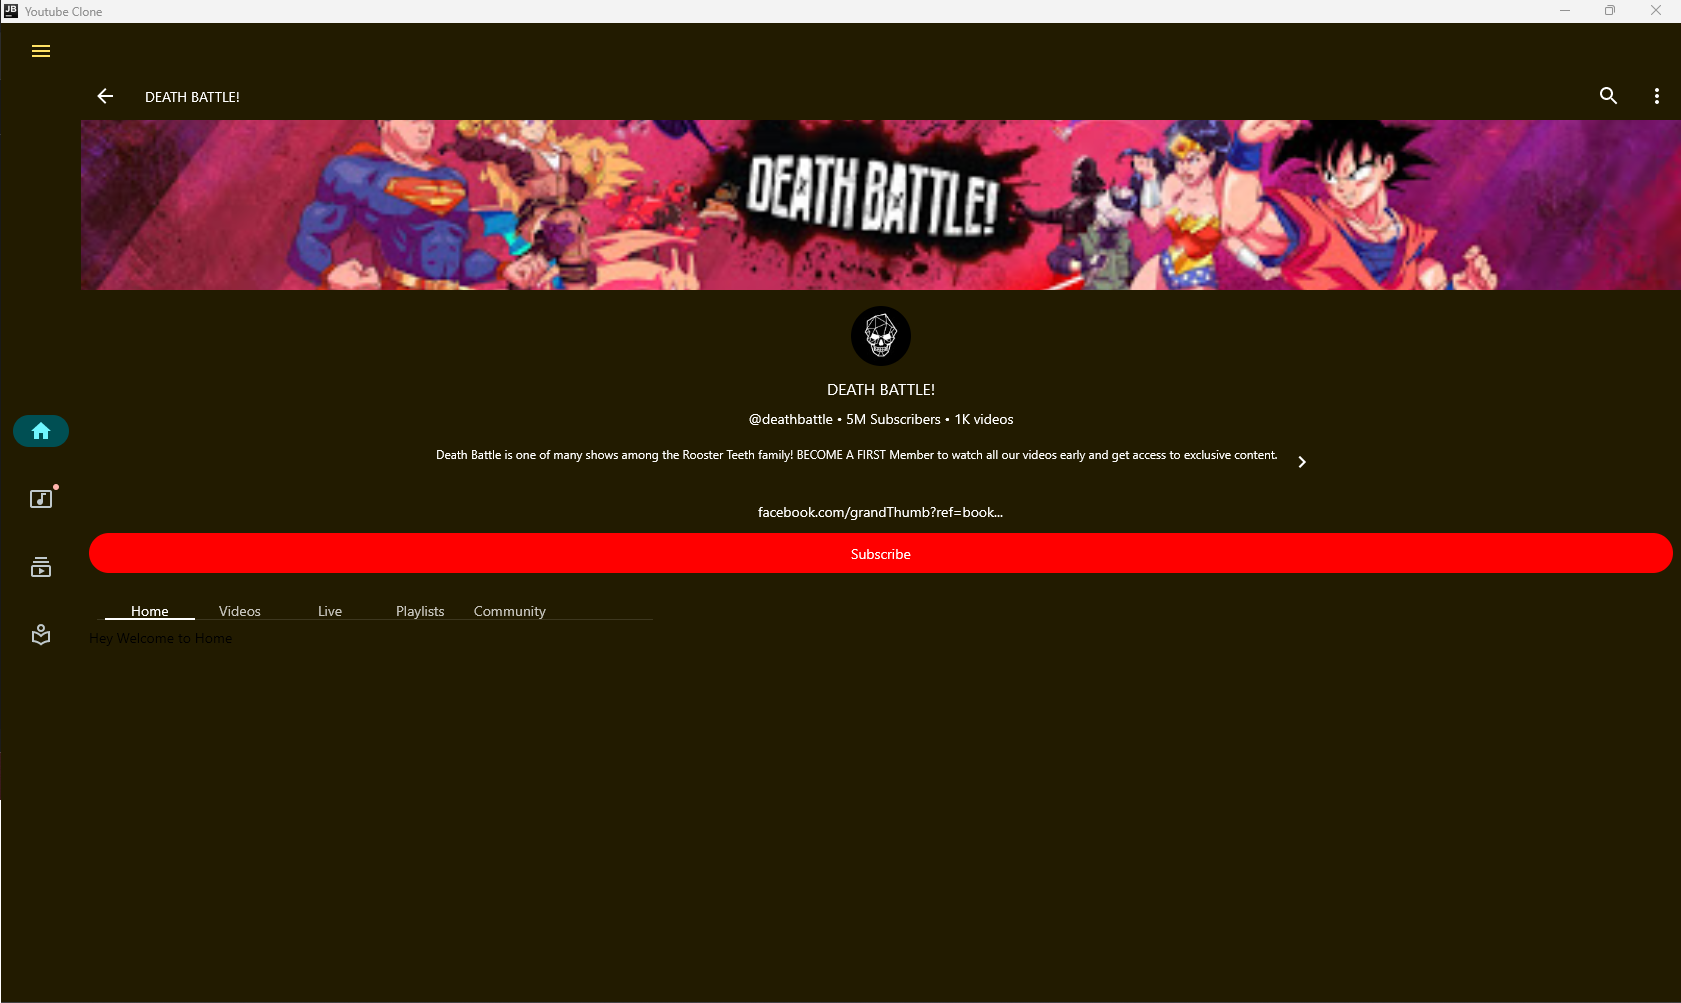 JB
Youtube Clone
DEATH BATTLE!
DEATH BATTLE!
DEATH BATTLE!
@deathbattle • 5M Subscribers • 1K videos
Death Battle is one of many shows among the Rooster Teeth family! BECOME A FIRST Member to watch all our videos early and get access to exclusive content.
facebook.com/grandThumb?ref=book...
Subscribe
Home Videos Live Playlists Community
Hey Welcome to Home